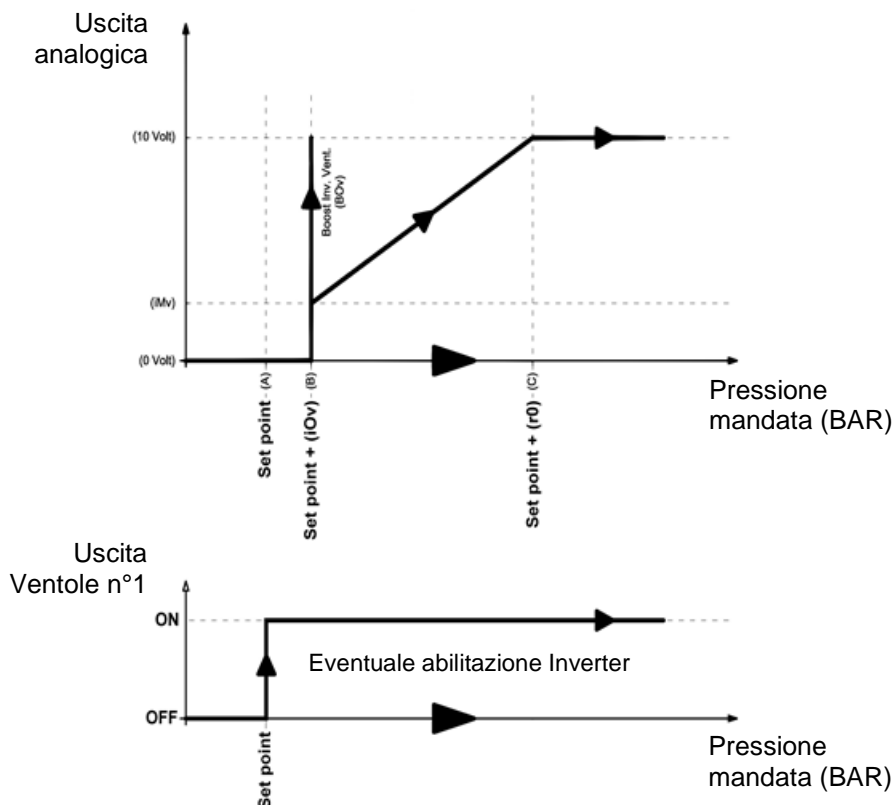 Uscita
analogica
(10 Volt)
Boost Inv. Vent.
(BOv)
(iMv)
(0 Volt)
Set point - (A)
Set point + (iOv) - (B)
Set point + (r0) - (C)
Pressione
mandata (BAR)
Uscita
Ventole n°1
ON
Eventuale abilitazione Inverter
OFF
Set point
Pressione
mandata (BAR)